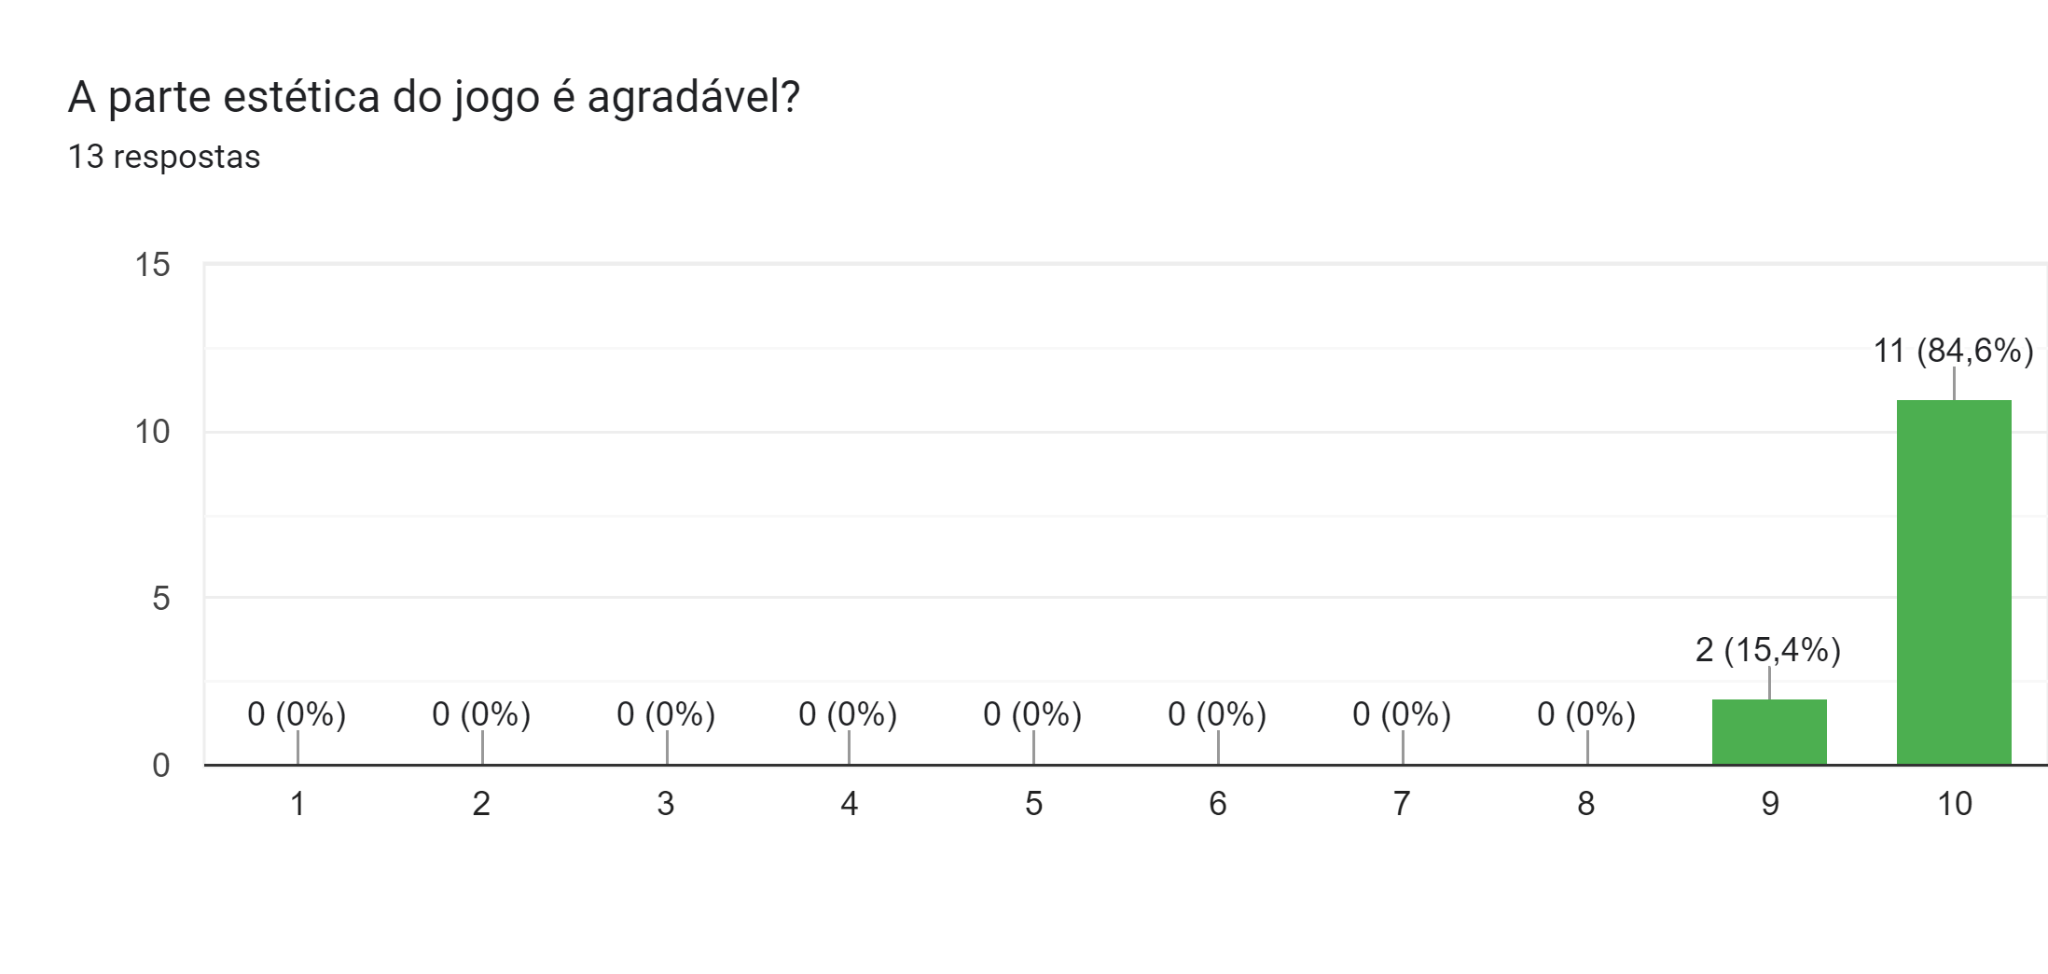 A parte estética do jogo é agradável?
13 respostas
15
11 (84,6%)
10
5
2 (15,4%)
0 (0%) 0 (0%) 0 (0%) 0 (0%) 0 (0%) 0 (0%) 0 (0%) 0 (0%)
0
1 2 3 4 5 6 7 8 9 10